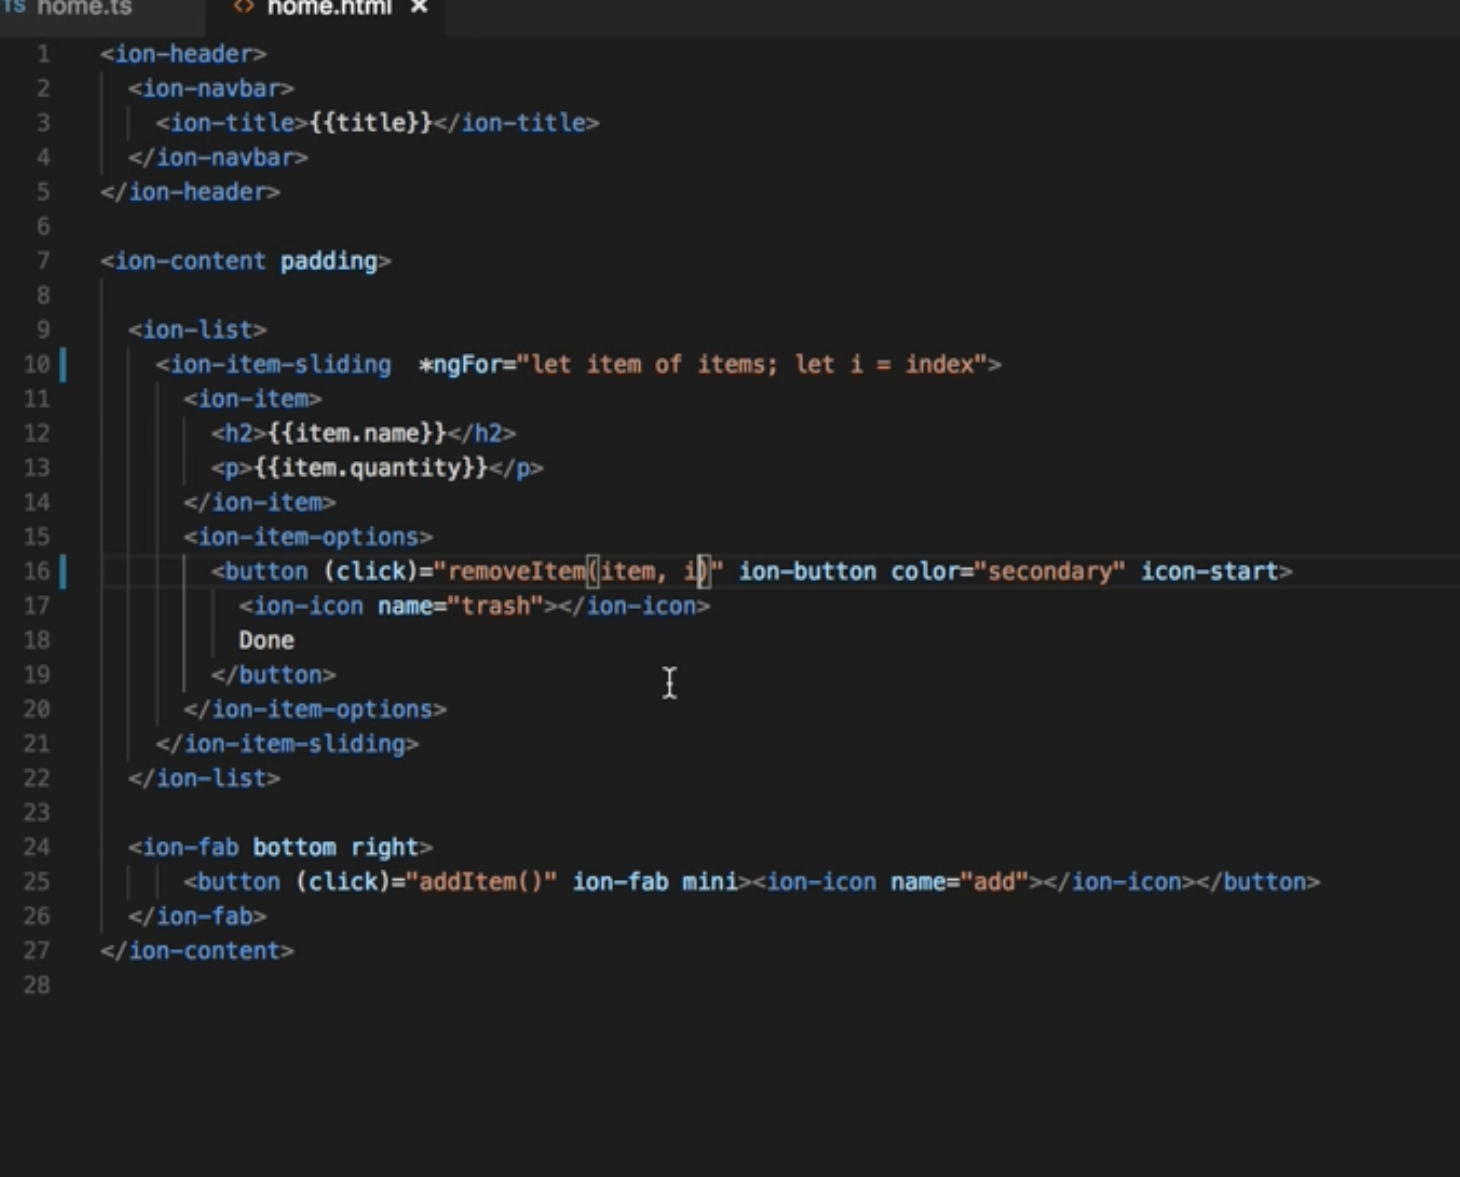 TS home.ts <> home.html ×
1 <ion-header>
2 <ion-navbar>
3 <ion-title>{{title}}</ion-title>
4 </ion-navbar>
5 </ion-header>
6
7 <ion-content padding>
8
9 <ion-list>
10 <ion-item-sliding  *ngFor="let item of items; let i = index">
11 <ion-item>
12 <h2>{{item.name}}</h2>
13 <p>{{item.quantity}}</p>
14 </ion-item>
15 <ion-item-options>
16 <button (click)="removeItem(item, i)" ion-button color="secondary" icon-start>
17 <ion-icon name="trash"></ion-icon>
18 Done
19 </button>
20 </ion-item-options>
21 </ion-item-sliding>
22 </ion-list>
23
24 <ion-fab bottom right>
25 <button (click)="addItem()" ion-fab mini><ion-icon name="add"></ion-icon></button>
26 </ion-fab>
27 </ion-content>
28